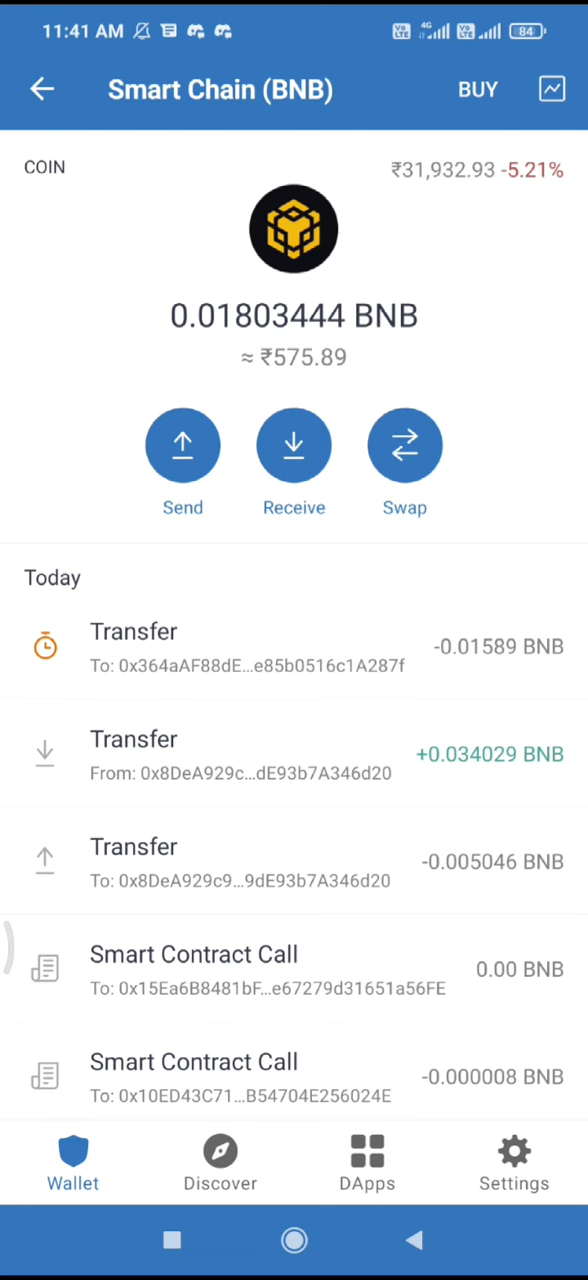 11:41 AM 4G 84
Smart Chain (BNB) BUY
COIN ₹31,932.93 -5.21%
0.01803444 BNB
≈ ₹575.89
Send Receive Swap
Today
Transfer -0.01589 BNB
To: 0x364aAF88dE...e85b0516c1A287f
Transfer +0.034029 BNB
From: 0x8DeA929c...dE93b7A346d20
Transfer -0.005046 BNB
To: 0x8DeA929c9...9dE93b7A346d20
Smart Contract Call 0.00 BNB
To: 0x15Ea6B8481bF...e67279d31651a56FE
Smart Contract Call -0.000008 BNB
To: 0x10ED43C71...B54704E256024E
Wallet Discover DApps Settings